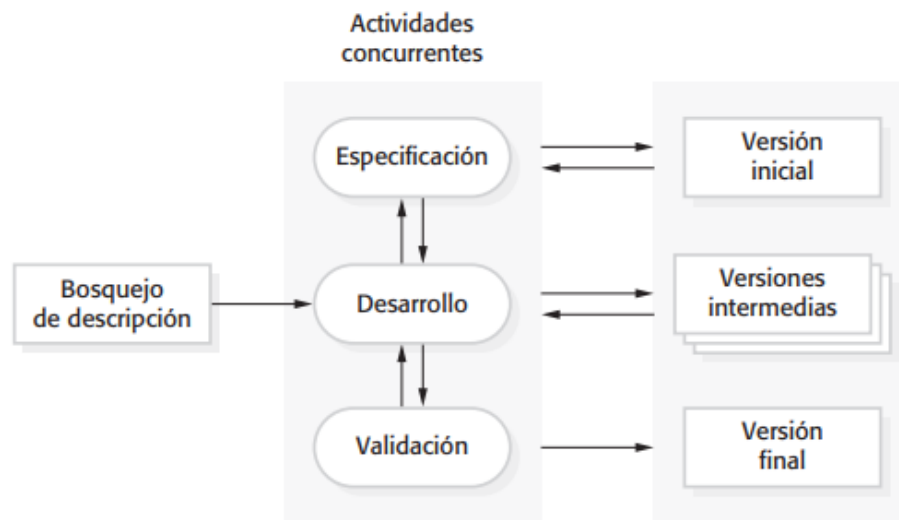 Actividades
concurrentes
Especificación
Versión
inicial
Bosquejo
de descripción
Desarrollo
Versiones
intermedias
Validación
Versión
final